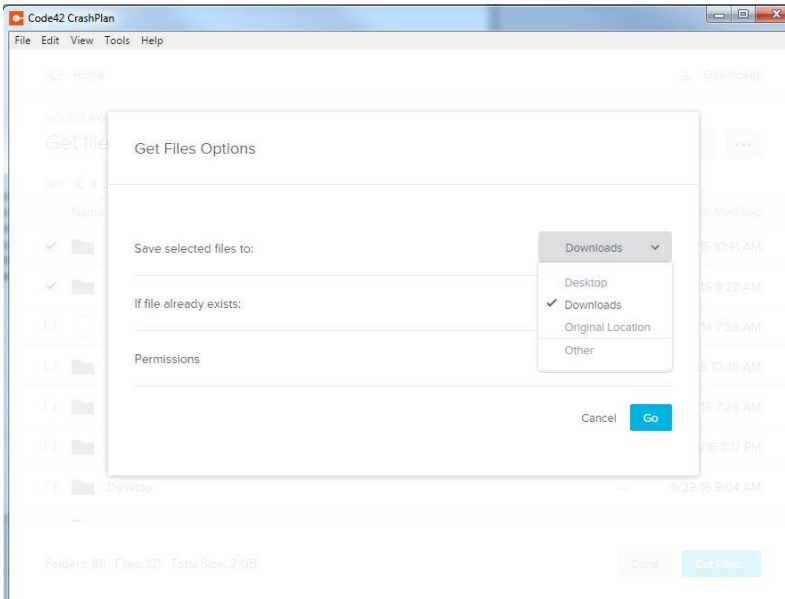 Code42 CrashPlan
File Edit View Tools Help
Home Downloads
Get Files Options
Save selected files to: Downloads
Desktop
If file already exists: Downloads
Original Location
Permissions Other
Cancel Go
Desktop -- 6/29/16 9:04 AM
Folders: 86 Files: 121 Total Size: 2 GB Done Get Files...